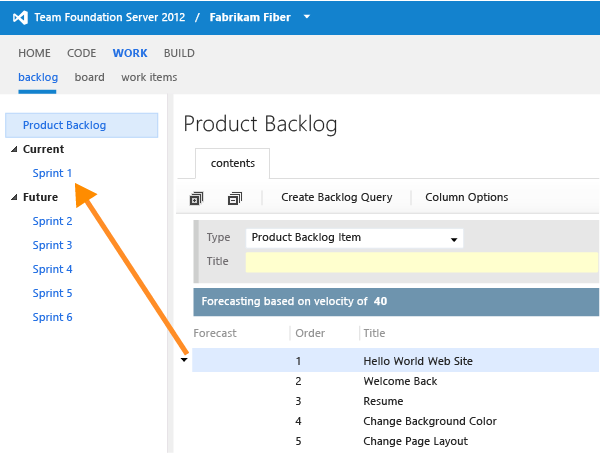 Team Foundation Server 2012 / Fabrikam Fiber
HOME CODE WORK BUILD
backlog board work items
Product Backlog
Current
Sprint 1
Future
Sprint 2
Sprint 3
Sprint 4
Sprint 5
Sprint 6
Product Backlog
contents
Create Backlog Query Column Options
Type Product Backlog Item
Title
Forecasting based on velocity of 40
Forecast Order Title
1 Hello World Web Site
2 Welcome Back
3 Resume
4 Change Background Color
5 Change Page Layout